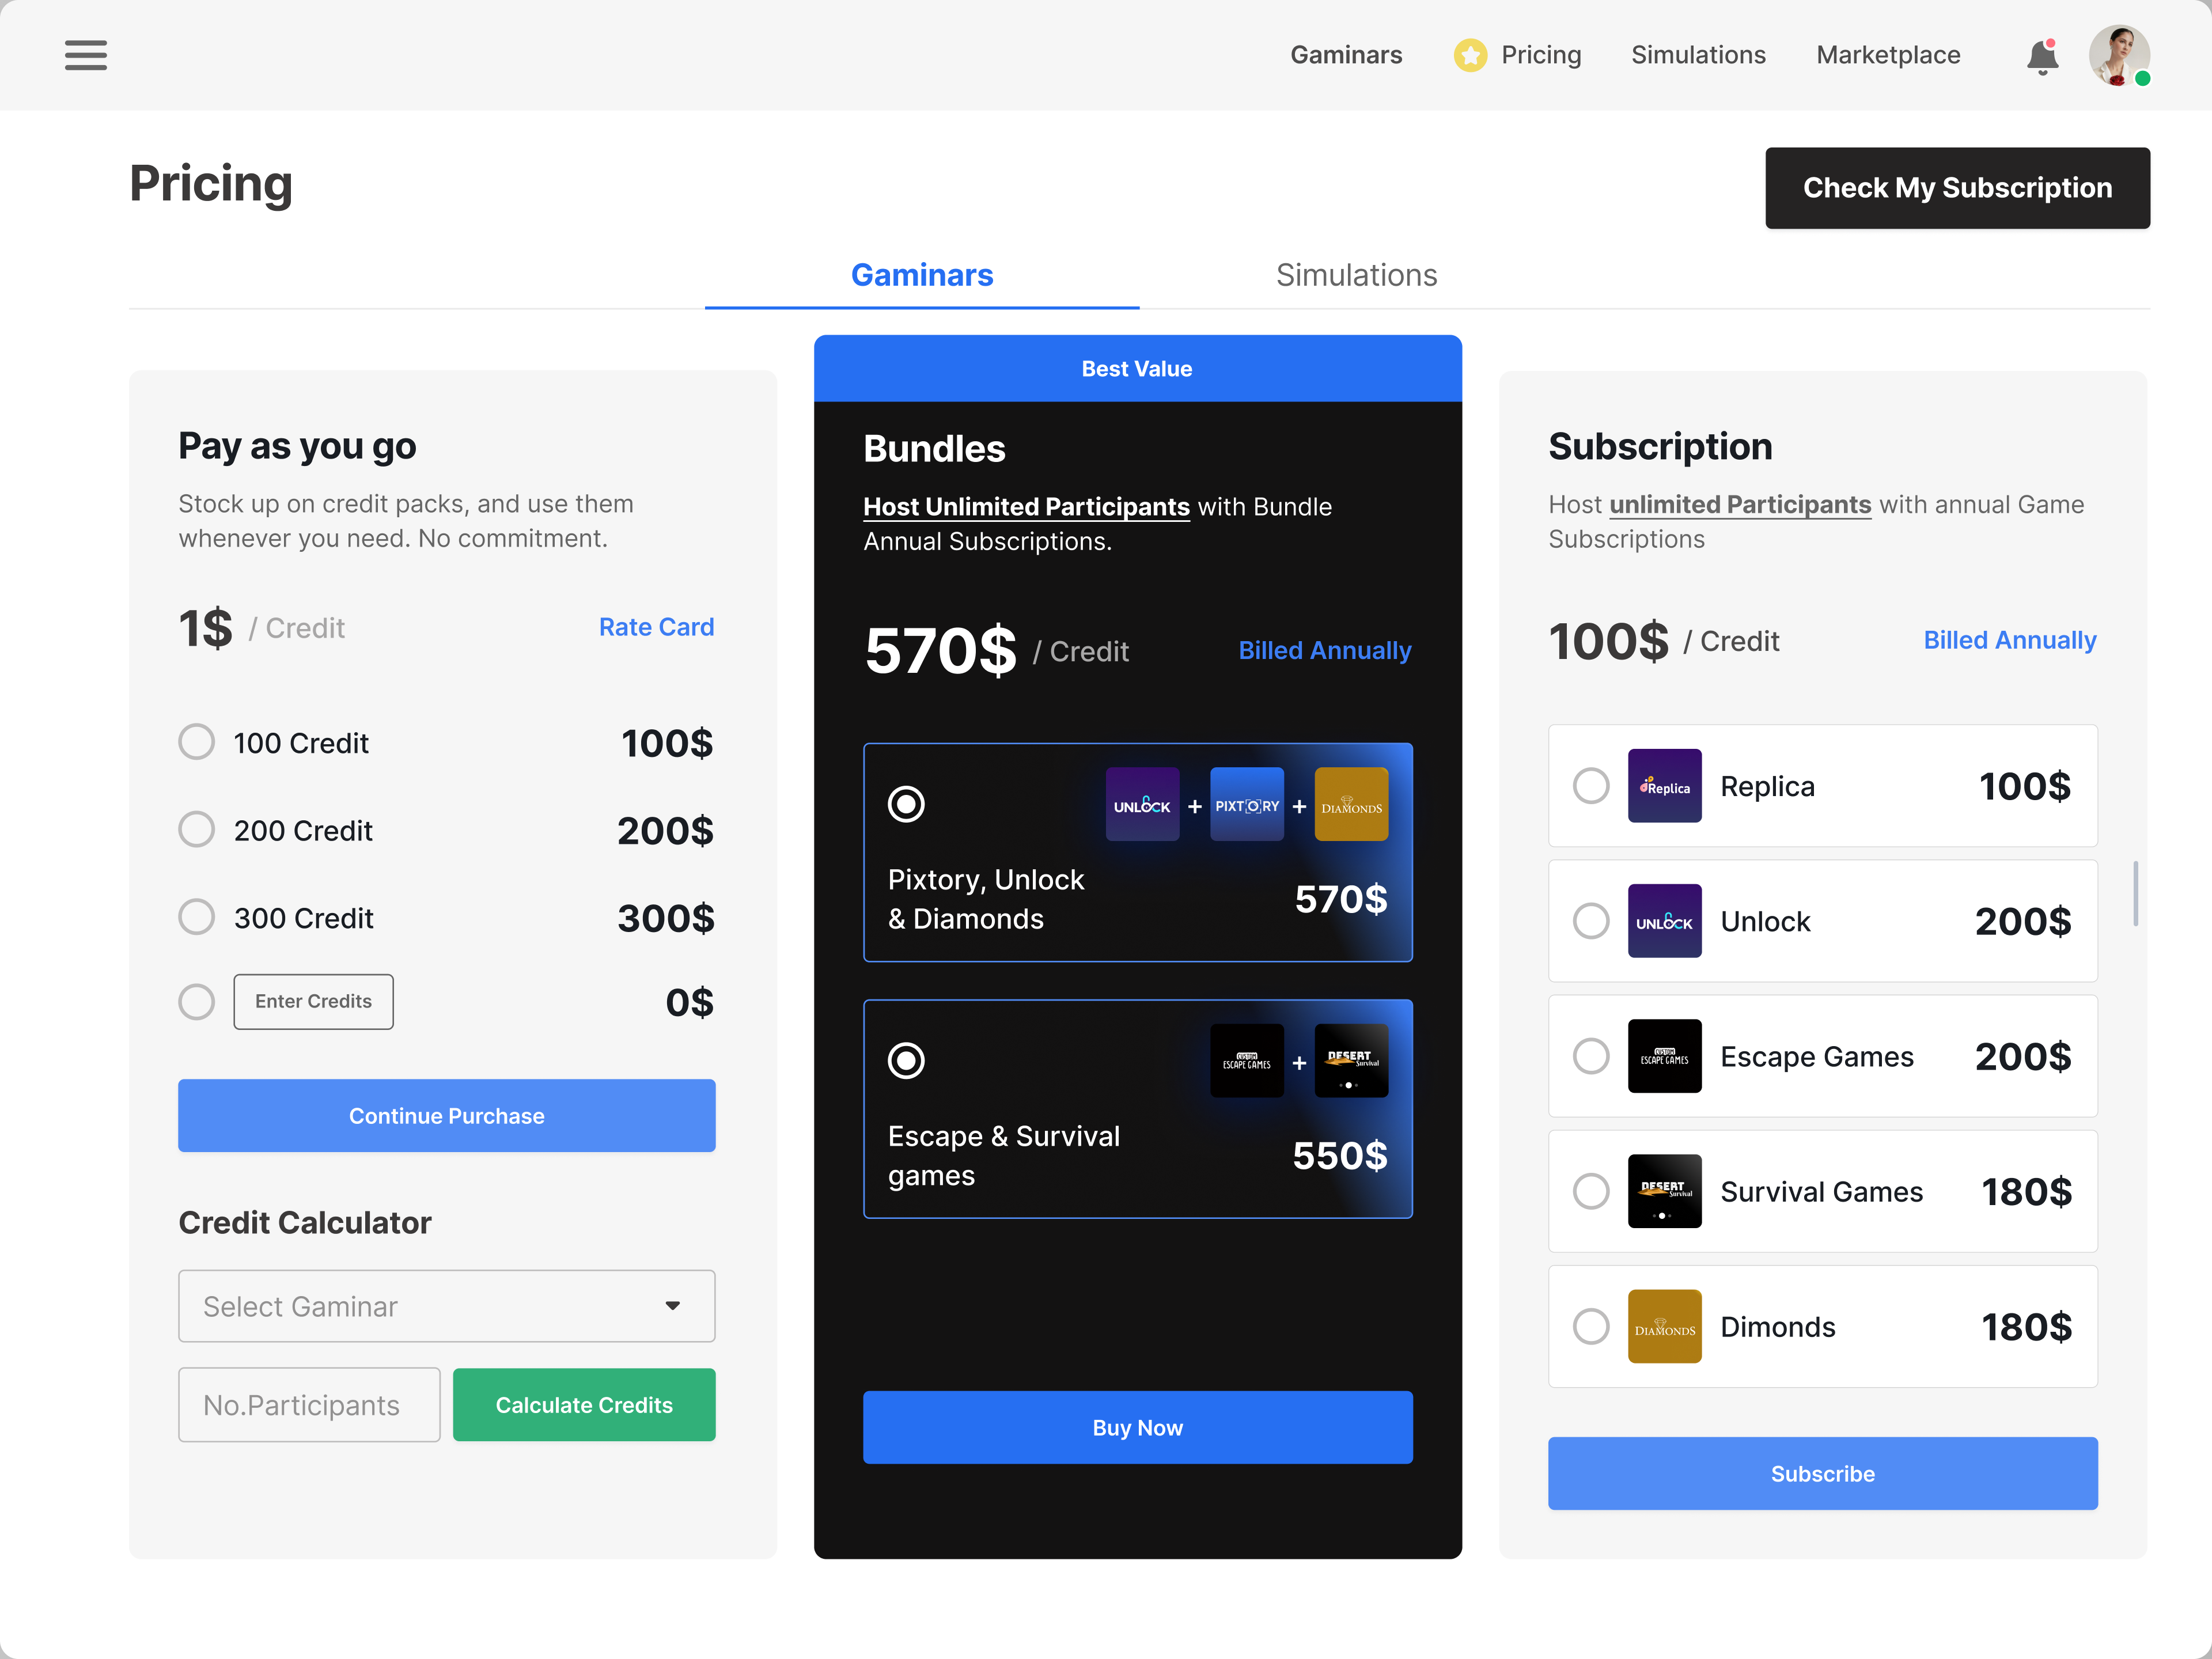 Gaminars
Pricing
Simulations
Marketplace
Pricing
Check My Subscription
Gaminars
Simulations
Pay as you go
Stock up on credit packs, and use them
whenever you need. No commitment.
1$ / Credit
Rate Card
100 Credit
100$
200 Credit
200$
300 Credit
300$
Enter Credits
0$
Continue Purchase
Credit Calculator
Select Gaminar
No.Participants
Calculate Credits
Best Value
Bundles
Host Unlimited Participants with Bundle
Annual Subscriptions.
570$ / Credit
Billed Annually
UNLOCK + PIXTORY + DIAMONDS
Pixtory, Unlock
& Diamonds
570$
CUSTOM
ESCAPE GAMES
+
DESERT
Survival
Escape & Survival
games
550$
Buy Now
Subscription
Host unlimited Participants with annual Game
Subscriptions
100$ / Credit
Billed Annually
Replica
Replica
100$
UNLOCK
Unlock
200$
CUSTOM
ESCAPE GAMES
Escape Games
200$
DESERT
Survival
Survival Games
180$
DIAMONDS
Dimonds
180$
Subscribe